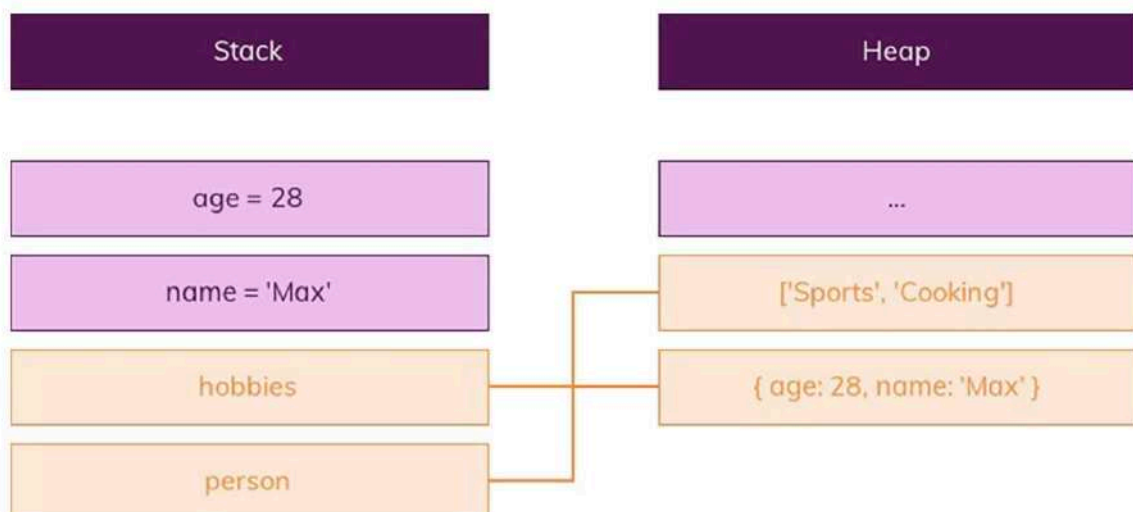 Stack
Heap
age = 28
...
name = 'Max'
['Sports', 'Cooking']
hobbies
{ age: 28, name: 'Max' }
person